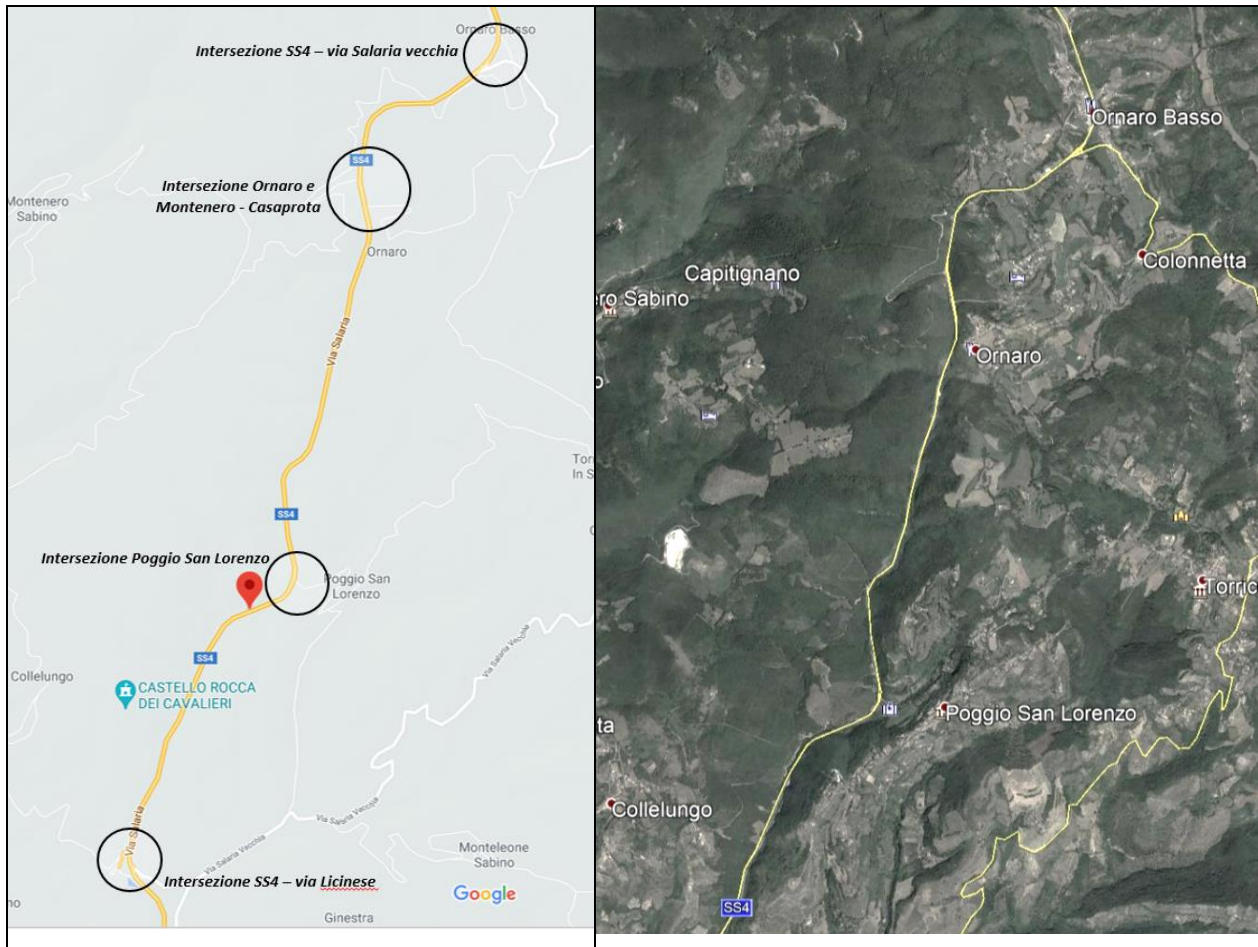 Ornaro Basso
Intersezione SS4 – via Salaria vecchia
SS4
Intersezione Ornaro e
Montenero - Casaprota
Montenero
Sabino
Ornaro
Via Salaria
SS4
Intersezione Poggio San Lorenzo
Poggio San
Lorenzo
SS4
Collelungo
CASTELLO ROCCA
DEI CAVALIERI
Via Salaria Vecchia
Via Salaria
Via Salaria Vecchia
Via Salaria Vecchia
Monteleone
Sabino
Intersezione SS4 – via Licinese
Google
Ginestra
Ornaro Basso
Colonnetta
Capitignano
ro Sabino
Ornaro
Torric
Poggio San Lorenzo
ta
Collelungo
SS4